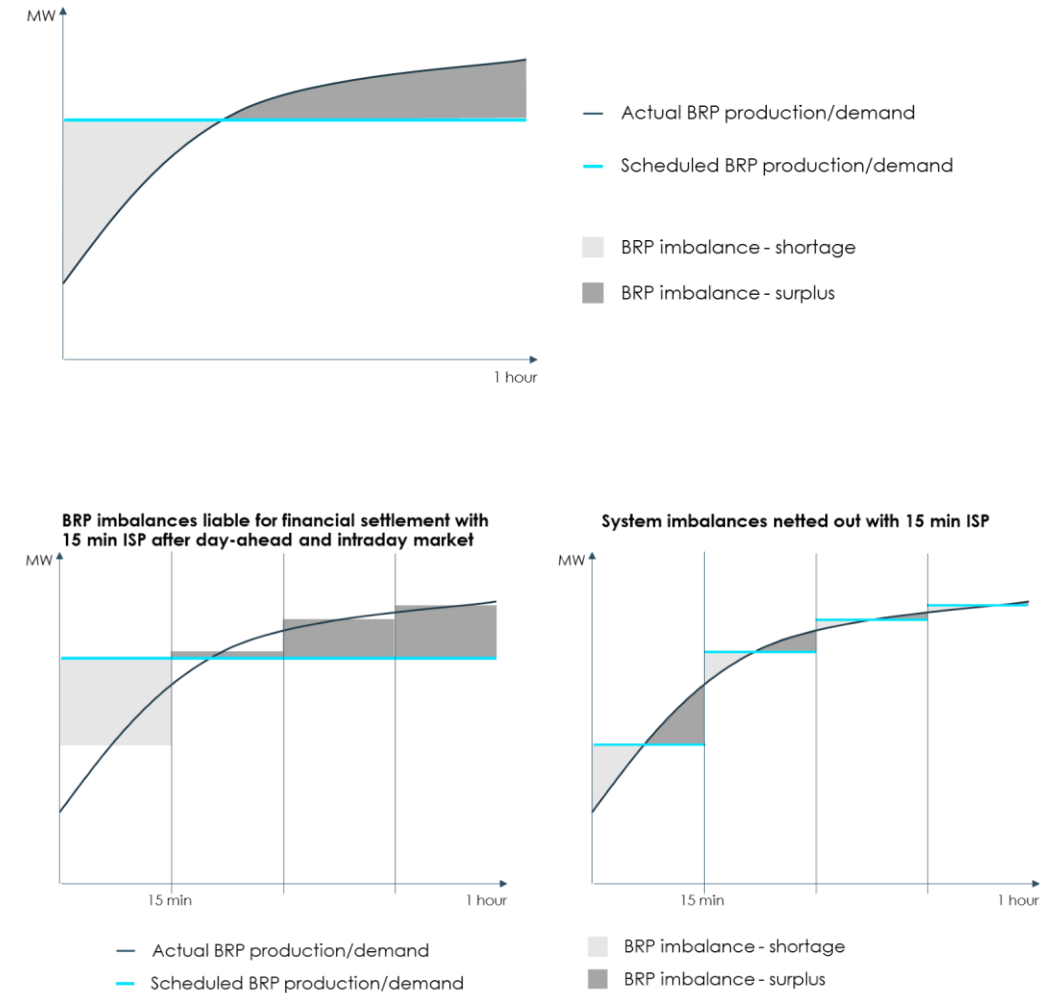 MW
Actual BRP production/demand
Scheduled BRP production/demand
BRP imbalance - shortage
BRP imbalance - surplus
1 hour
BRP imbalances liable for financial settlement with
15 min ISP after day-ahead and intraday market
MW
15 min
1 hour
System imbalances netted out with 15 min ISP
MW
15 min
1 hour
Actual BRP production/demand
Scheduled BRP production/demand
BRP imbalance - shortage
BRP imbalance - surplus